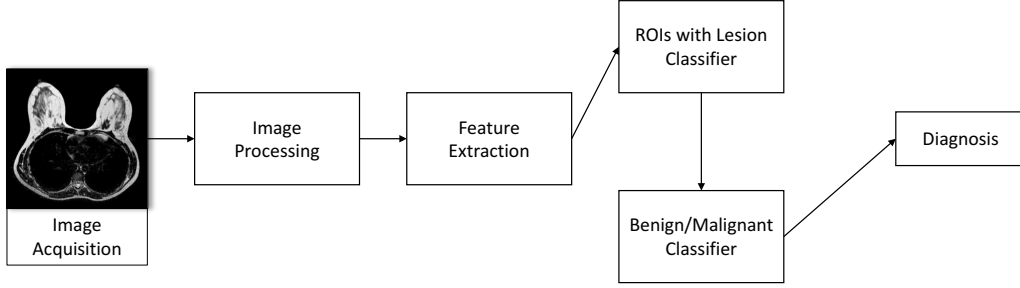 Image
Acquisition
Image
Processing
Feature
Extraction
ROIs with Lesion
Classifier
Benign/Malignant
Classifier
Diagnosis